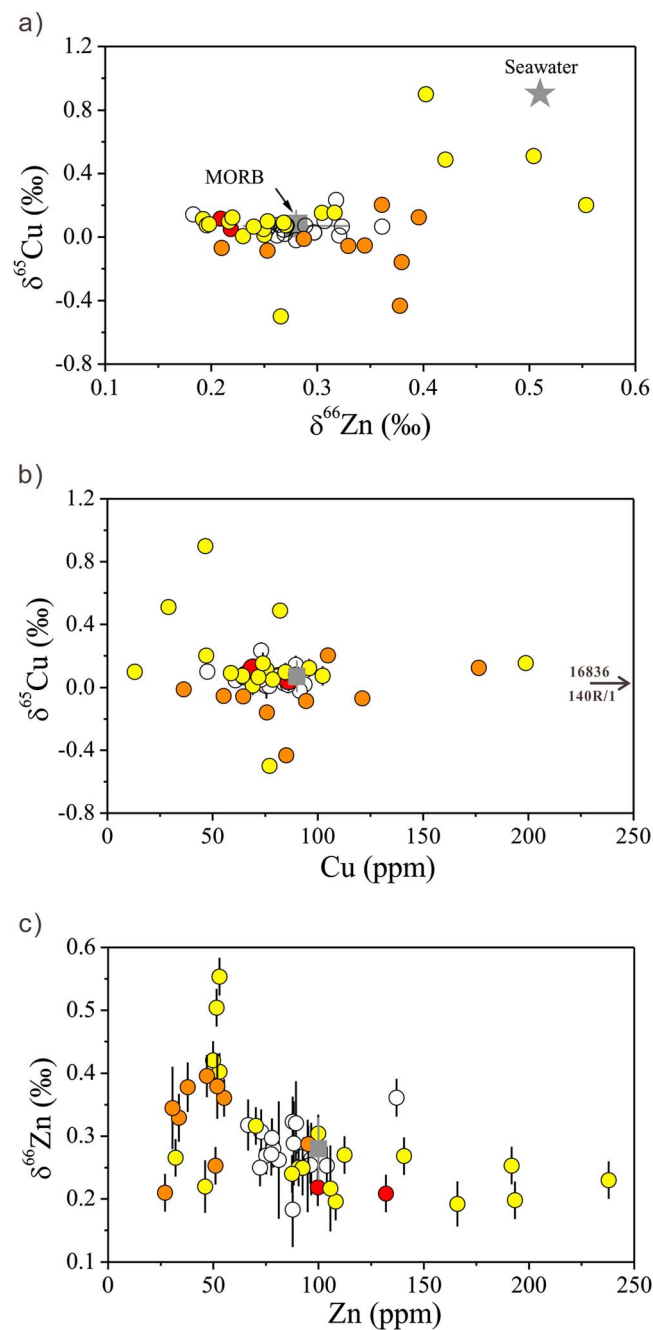 a)
1.2
0.8
0.4
0.0
-0.4
-0.8
δ⁶⁵Cu (‰)
Seawater
MORB
0.1 0.2 0.3 0.4 0.5 0.6
δ⁶⁶Zn (‰)
b)
1.2
0.8
0.4
0.0
-0.4
-0.8
δ⁶⁵Cu (‰)
16836
140R/1
0 50 100 150 200 250
Cu (ppm)
c)
0.6
0.5
0.4
0.3
0.2
0.1
δ⁶⁶Zn (‰)
0 50 100 150 200 250
Zn (ppm)